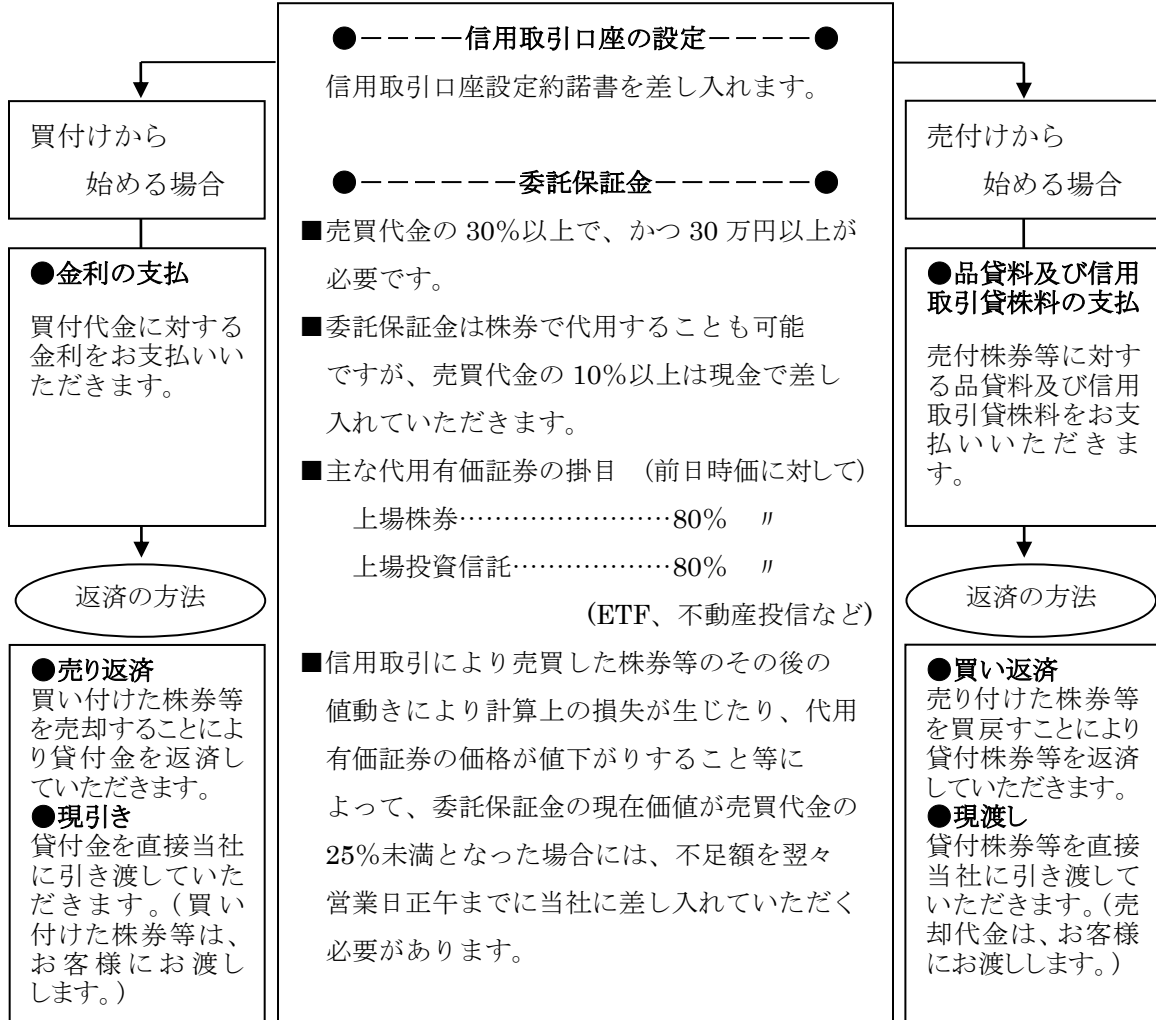 ●－－－－信用取引口座の設定－－－－●
信用取引口座設定約諾書を差し入れます。
●－－－－－－委託保証金－－－－－－●
■売買代金の 30％以上で、かつ 30 万円以上が
必要です。
■委託保証金は株券で代用することも可能
ですが、売買代金の 10％以上は現金で差し
入れていただきます。
■主な代用有価証券の掛目　(前日時価に対して)
上場株券……………………80％　〃
上場投資信託………………80％　〃
(ETF、不動産投信など)
■信用取引により売買した株券等のその後の
値動きにより計算上の損失が生じたり、代用
有価証券の価格が値下がりすること等に
よって、委託保証金の現在価値が売買代金の
25％未満となった場合には、不足額を翌々
営業日正午までに当社に差し入れていただく
必要があります。
買付けから
始める場合
●金利の支払
買付代金に対する
金利をお支払いい
ただきます。
返済の方法
●売り返済
買い付けた株券等
を売却することによ
り貸付金を返済し
ていただきます。
●現引き
貸付金を直接当社
に引き渡していた
だきます。(買い
付けた株券等は、
お客様にお渡し
します。)
売付けから
始める場合
●品貸料及び信用
取引貸株料の支払
売付株券等に対す
る品貸料及び信用
取引貸株料をお支
払いいただきま
す。
返済の方法
●買い返済
売り付けた株券等
を買戻すことにより
貸付株券等を返済
していただきます。
●現渡し
貸付株券等を直接
当社に引き渡して
いただきます。(売
却代金は、お客様
にお渡しします。)